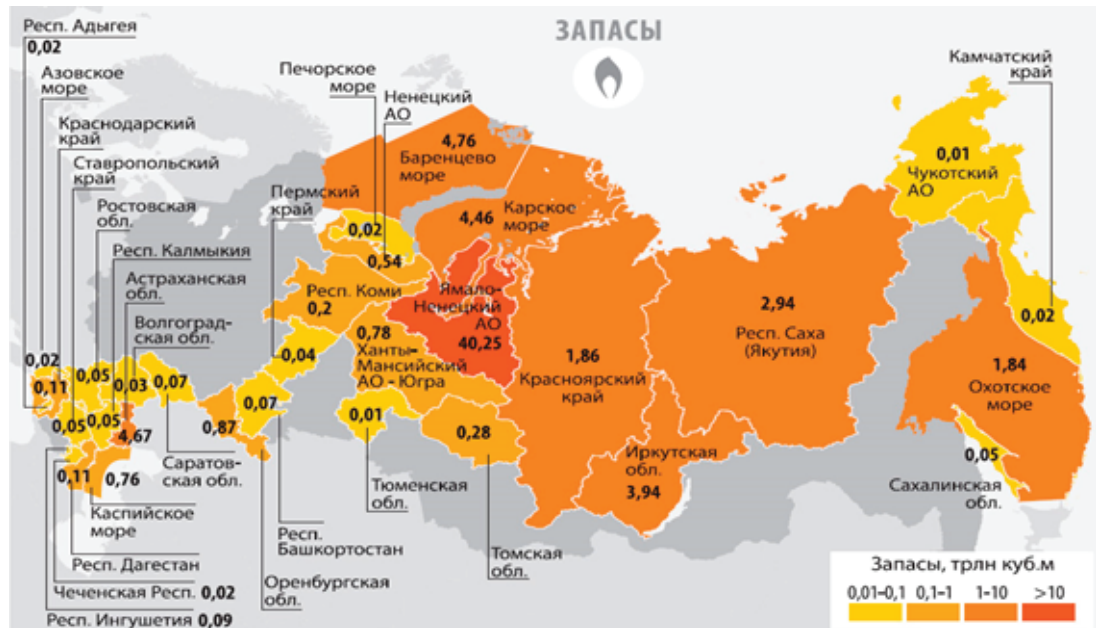 ЗАПАСЫ
Респ. Адыгея
0,02
Азовское
море
Краснодарский
край
Ставропольский
край
Ростовская
обл.
Респ. Калмыкия
Астраханская
обл.
Волгоград-
ская обл.
Печорское
море
Ненецкий
АО
Пермский
край
Камчатский
край
4,76
Баренцево
море
4,46
Карское
море
0,02
0,54
Респ. Коми
0,2
Ямало-
Ненецкий
АО
40,25
0,78
Ханты-
Мансийский
АО - Югра
0,04
1,86
Красноярский
край
2,94
Респ. Саха
(Якутия)
0,01
Чукотский
АО
0,02
1,84
Охотское
море
0,05
Сахалинская
обл.
Иркутская
обл.
3,94
0,28
Томская
обл.
0,01
Тюменская
обл.
0,07
Респ.
Башкортостан
0,87
Оренбургская
обл.
0,02
0,11
0,05
0,03
0,07
0,05
0,05
4,67
Саратов-
ская обл.
0,11
0,76
Каспийское
море
Респ. Дагестан
Чеченская Респ. 0,02
Респ. Ингушетия 0,09
Запасы, трлн куб.м
0,01–0,1 0,1–1 1–10 >10